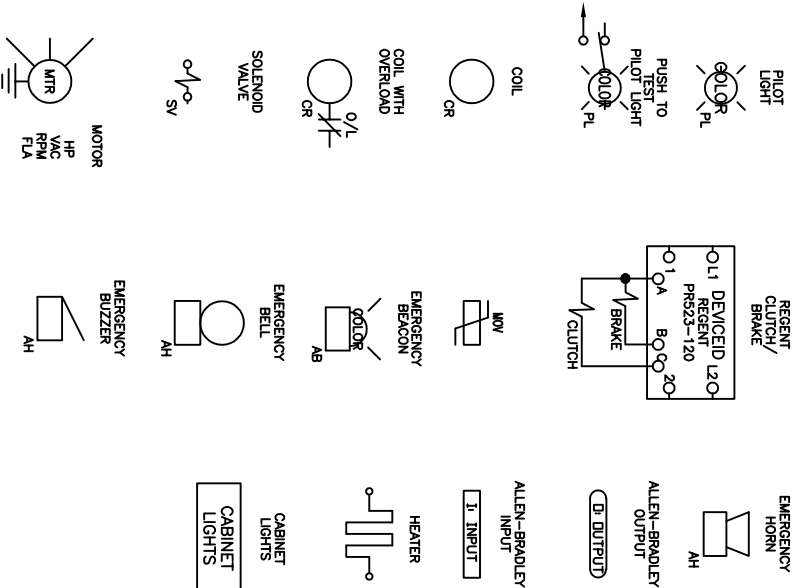 PILOT
LIGHT
COLOR
PL
PUSH TO
TEST
PILOT LIGHT
COLOR
PL
COIL
CR
COIL WITH
OVERLOAD
O/L
CR
SOLENOID
VALVE
SV
MOTOR
MTR
HP
VAC
RPM
FLA
REGENT
CLUTCH/
BRAKE
L1
L2
DEVICEID
REGENT
PR523-120
1
A
B
C
2
BRAKE
CLUTCH
MOV
EMERGENCY
BEACON
COLOR
AB
EMERGENCY
BELL
AH
EMERGENCY
BUZZER
AH
EMERGENCY
HORN
AH
ALLEN-BRADLEY
OUTPUT
O: OUTPUT
ALLEN-BRADLEY
INPUT
I: INPUT
HEATER
CABINET
LIGHTS
CABINET
LIGHTS